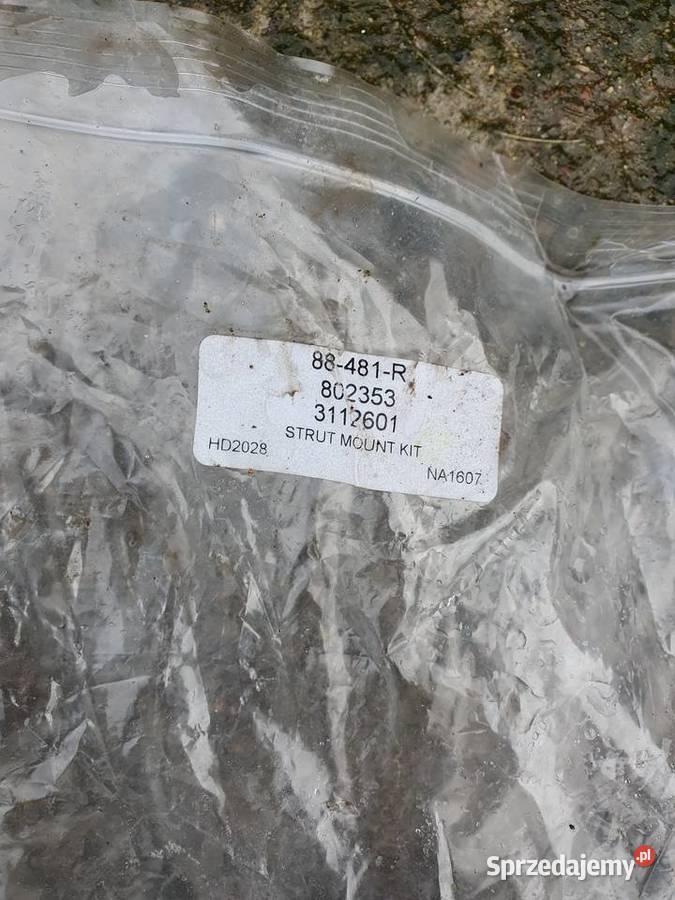 88-481-R
802353
3112601
STRUT MOUNT KIT
HD2028
NA1607
Sprzedajemy.pl